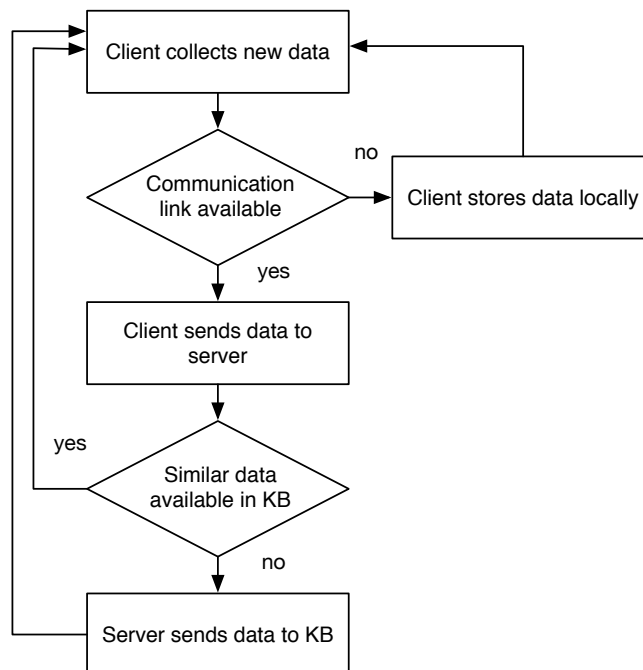 Client collects new data
no
Communication
link available
Client stores data locally
yes
Client sends data to
server
yes
Similar data
available in KB
no
Server sends data to KB